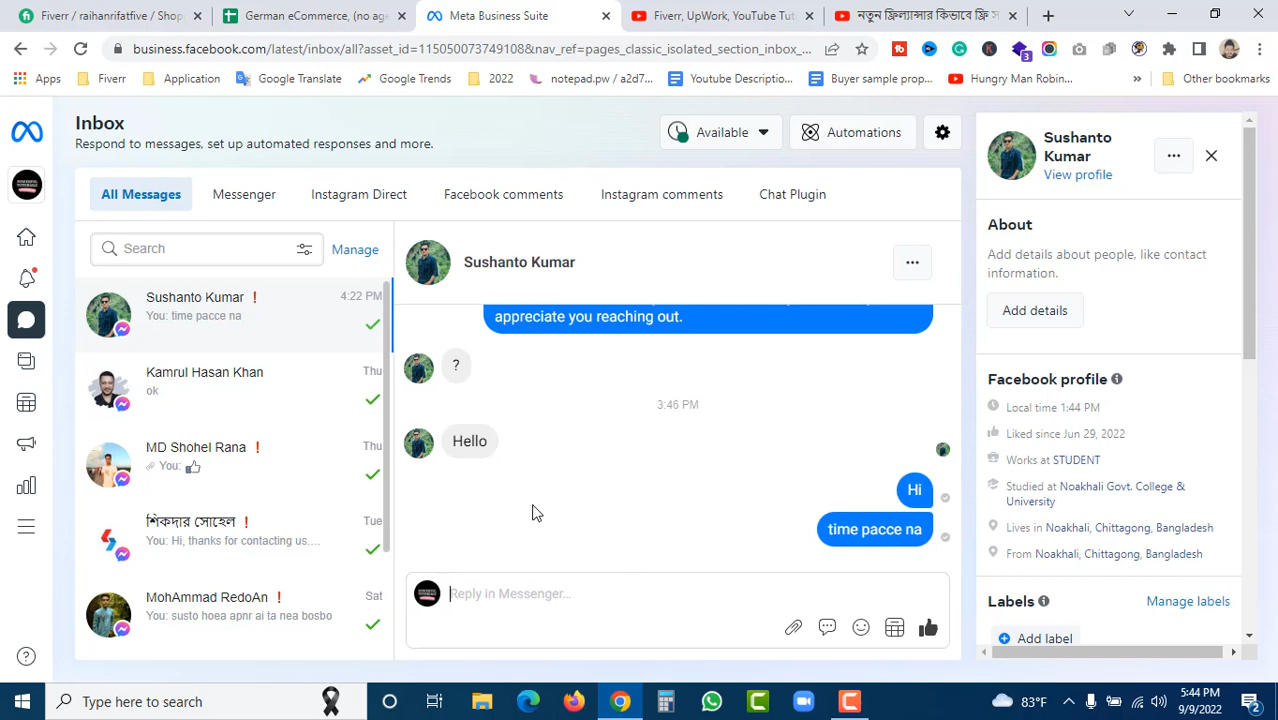 Fiverr / raihanrifatfive / Shop
German eCommerce, (no age
Meta Business Suite
Fiverr, UpWork, YouTube Tut
নতুন ফ্রিল্যান্সার কিভাবে ফ্রি স
business.facebook.com/latest/inbox/all?asset_id=115050073749108&nav_ref=pages_classic_isolated_section_inbox_...
3
Apps
Fiverr
Application
Google Translate
Google Trends
2022
notepad.pw / a2d7...
Youtube Descriptio...
Buyer sample prop...
Hungry Man Robin...
»
Other bookmarks
Inbox
Respond to messages, set up automated responses and more.
Available
Automations
All Messages
Messenger
Instagram Direct
Facebook comments
Instagram comments
Chat Plugin
Search
Manage
Sushanto Kumar !
4:22 PM
You: time pacce na
Kamrul Hasan Khan
Thu
ok
MD Shohel Rana !
Thu
You:
শিকদার সোহেল !
Tue
You: Hi, thanks for contacting us....
MohAmmad RedoAn !
Sat
You: susto hoea apnr ai ta nea bosbo
Sushanto Kumar
appreciate you reaching out.
?
3:46 PM
Hello
Hi
time pacce na
Reply in Messenger...
Sushanto
Kumar
View profile
About
Add details about people, like contact
information.
Add details
Facebook profile
Local time 1:44 PM
Liked since Jun 29, 2022
Works at STUDENT
Studied at Noakhali Govt. College &
University
Lives in Noakhali, Chittagong, Bangladesh
From Noakhali, Chittagong, Bangladesh
Labels
Manage labels
Add label
Type here to search
83°F
5:44 PM
9/9/2022
2